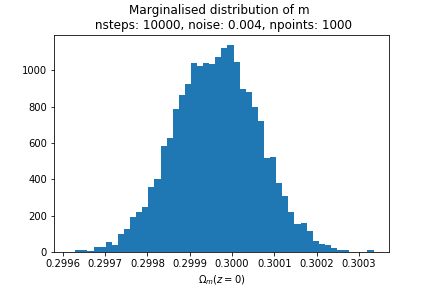 Marginalised distribution of m
nsteps: 10000, noise: 0.004, npoints: 1000
1000
800
600
400
200
0
0.2996 0.2997 0.2998 0.2999 0.3000 0.3001 0.3002 0.3003
Ωₘ(z = 0)